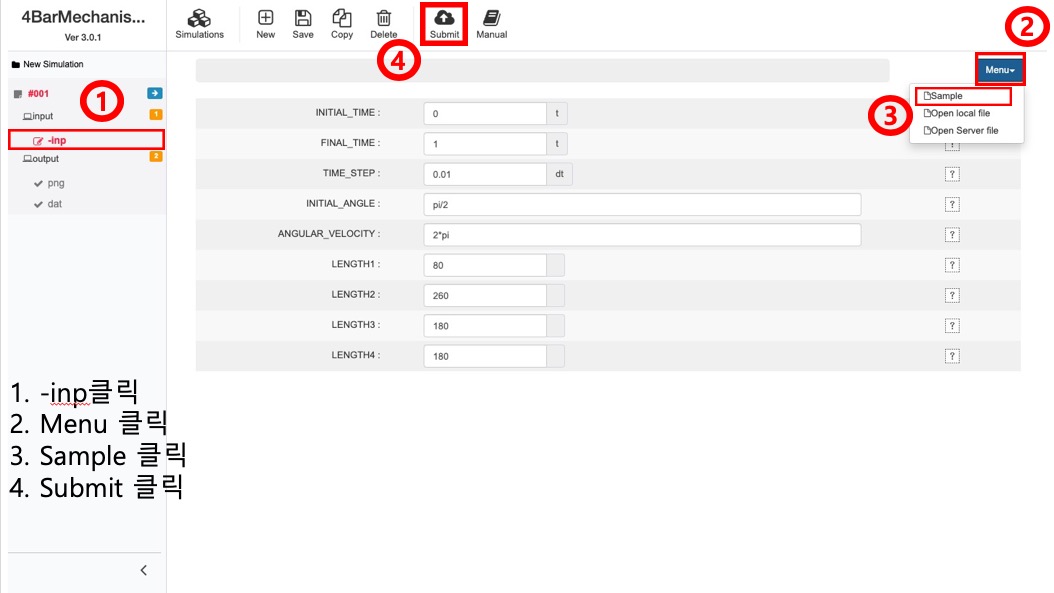 4BarMechanis...
Ver 3.0.1
Simulations New Save Copy Delete Submit Manual
2
4
New Simulation
Menu
#001
1
input 1
-inp
output 2
png
dat
Sample
3
Open local file
Open Server file
INITIAL_TIME : 0 t
FINAL_TIME : 1 t ?
TIME_STEP : 0.01 dt ?
INITIAL_ANGLE : pi/2 ?
ANGULAR_VELOCITY : 2*pi ?
LENGTH1 : 80 ?
LENGTH2 : 260 ?
LENGTH3 : 180 ?
LENGTH4 : 180 ?
1. -inp클릭
2. Menu 클릭
3. Sample 클릭
4. Submit 클릭